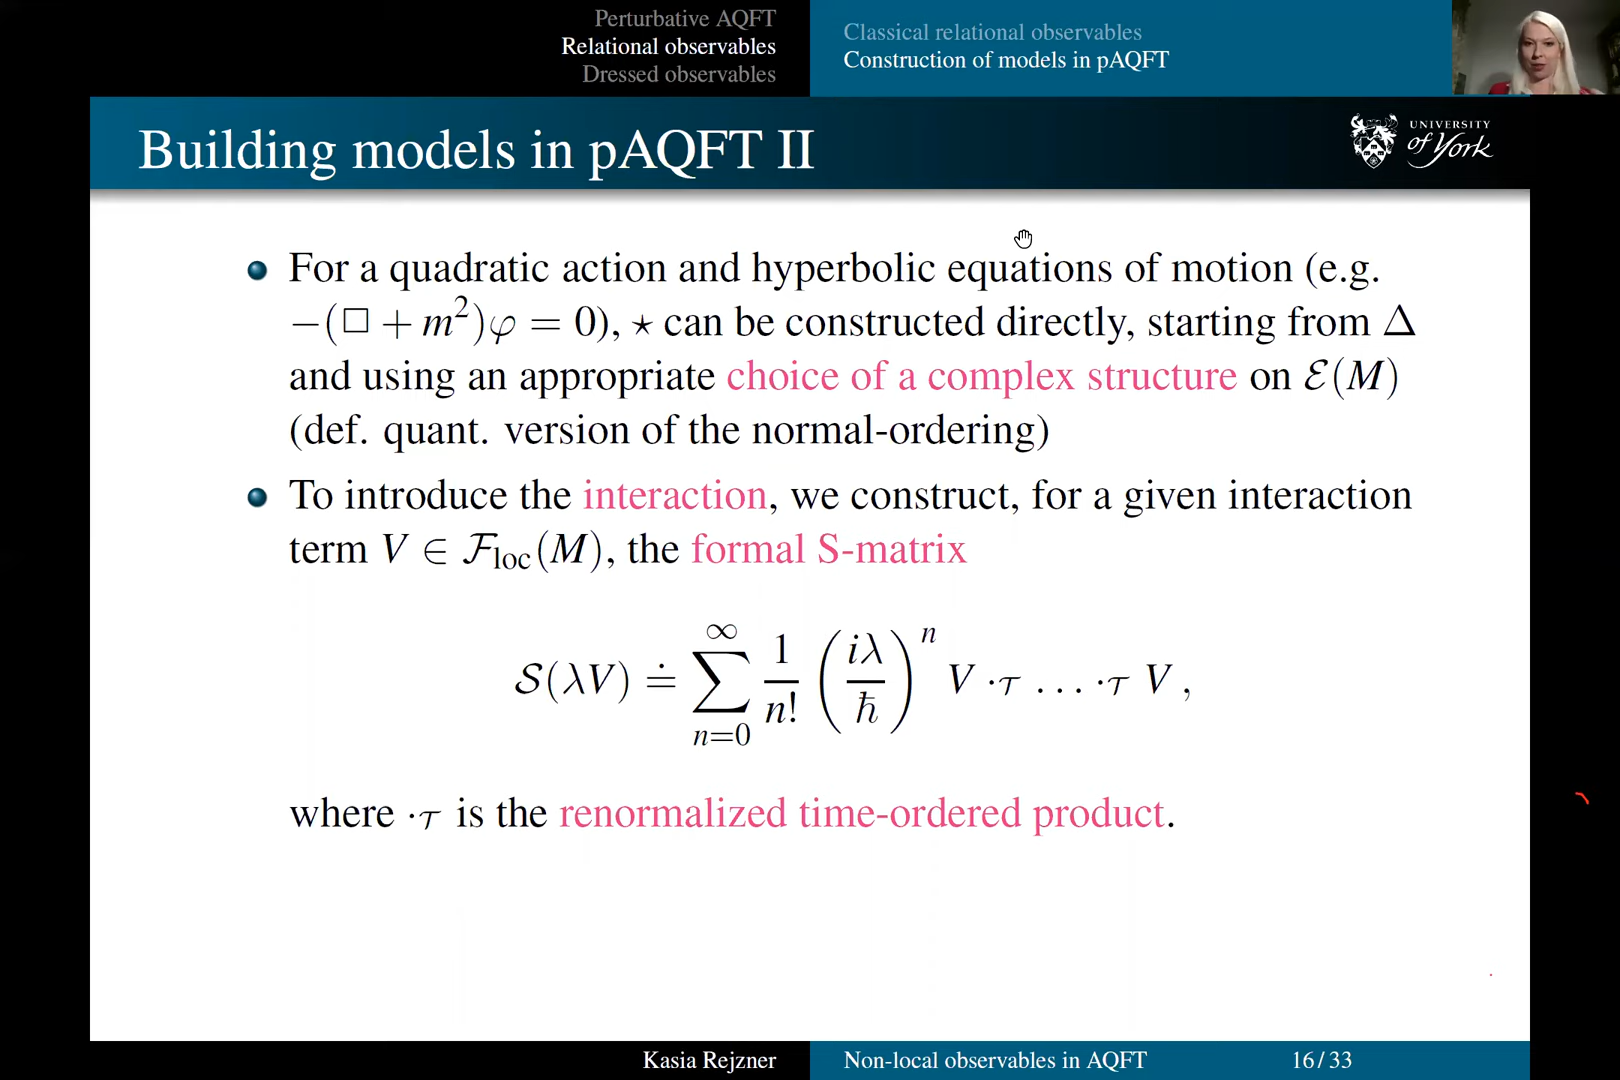 Perturbative AQFT
Relational observables
Dressed observables
Classical relational observables
Construction of models in pAQFT
Building models in pAQFT II
UNIVERSITY
of York
For a quadratic action and hyperbolic equations of motion (e.g.
−(□ + m²)φ = 0), ⋆ can be constructed directly, starting from Δ
and using an appropriate choice of a complex structure on ℰ(M)
(def. quant. version of the normal-ordering)
To introduce the interaction, we construct, for a given interaction
term V ∈ ℱ_loc(M), the formal S-matrix
𝒮(λV) ≐ ∑_{n=0}^{∞} \frac{1}{n!} (\frac{iλ}{ℏ})^n V ·_𝒯 … ·_𝒯 V ,
where ·_𝒯 is the renormalized time-ordered product.
Kasia Rejzner
Non-local observables in AQFT
16 / 33